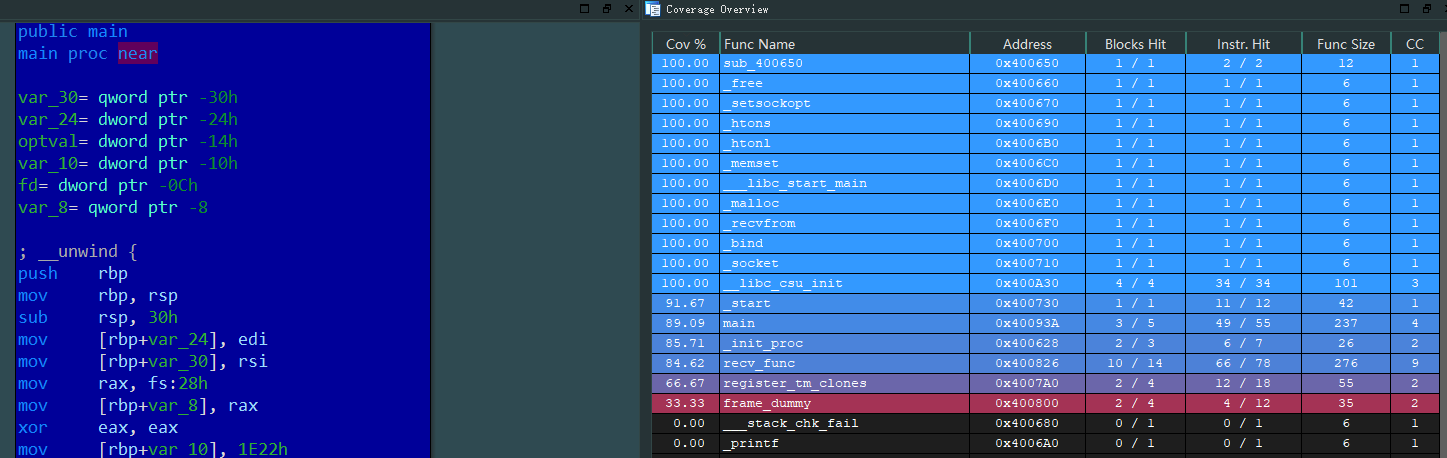 public main
main proc near
var_30= qword ptr -30h
var_24= dword ptr -24h
optval= dword ptr -14h
var_10= dword ptr -10h
fd= dword ptr -0Ch
var_8= qword ptr -8
; __unwind {
push rbp
mov rbp, rsp
sub rsp, 30h
mov [rbp+var_24], edi
mov [rbp+var_30], rsi
mov rax, fs:28h
mov [rbp+var_8], rax
xor eax, eax
mov [rbp+var_10], 1E22h
Coverage Overview
Cov % Func Name Address Blocks Hit Instr. Hit Func Size CC
100.00 sub_400650 0x400650 1 / 1 2 / 2 12 1
100.00 _free 0x400660 1 / 1 1 / 1 6 1
100.00 _setsockopt 0x400670 1 / 1 1 / 1 6 1
100.00 _htons 0x400690 1 / 1 1 / 1 6 1
100.00 _htonl 0x4006B0 1 / 1 1 / 1 6 1
100.00 _memset 0x4006C0 1 / 1 1 / 1 6 1
100.00 ___libc_start_main 0x4006D0 1 / 1 1 / 1 6 1
100.00 _malloc 0x4006E0 1 / 1 1 / 1 6 1
100.00 _recvfrom 0x4006F0 1 / 1 1 / 1 6 1
100.00 _bind 0x400700 1 / 1 1 / 1 6 1
100.00 _socket 0x400710 1 / 1 1 / 1 6 1
100.00 __libc_csu_init 0x400A30 4 / 4 34 / 34 101 3
91.67 _start 0x400730 1 / 1 11 / 12 42 1
89.09 main 0x40093A 3 / 5 49 / 55 237 4
85.71 _init_proc 0x400628 2 / 3 6 / 7 26 2
84.62 recv_func 0x400826 10 / 14 66 / 78 276 9
66.67 register_tm_clones 0x4007A0 2 / 4 12 / 18 55 2
33.33 frame_dummy 0x400800 2 / 4 4 / 12 35 2
0.00 ___stack_chk_fail 0x400680 0 / 1 0 / 1 6 1
0.00 _printf 0x4006A0 0 / 1 0 / 1 6 1